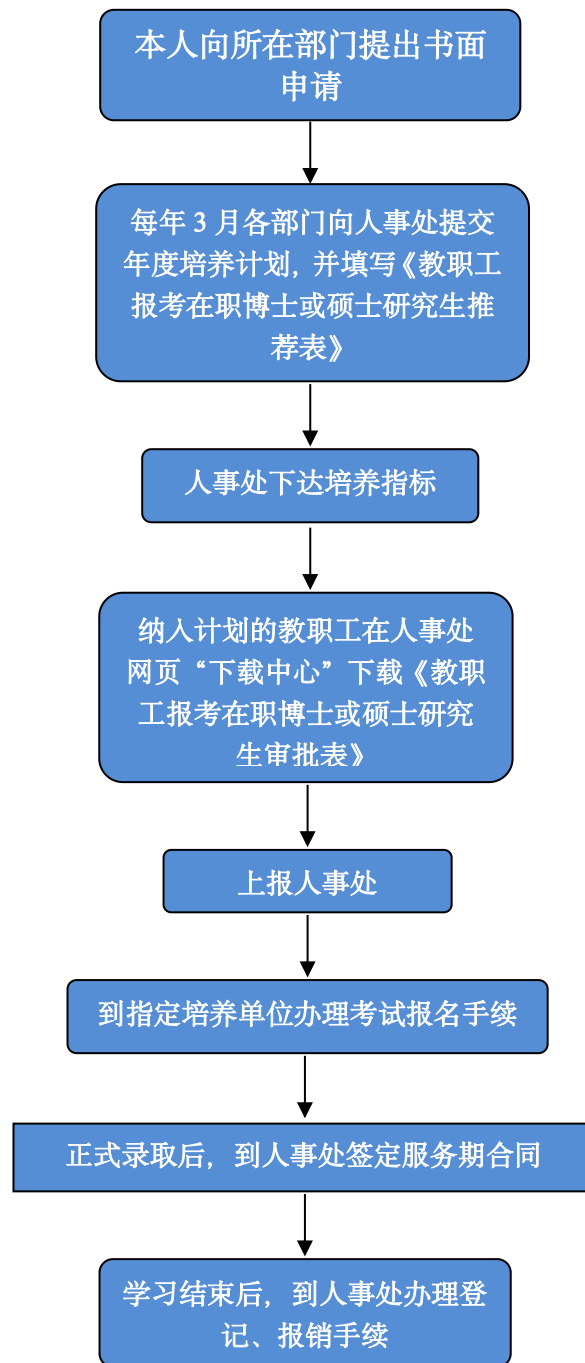 本人向所在部门提出书面
申请
每年 3 月各部门向人事处提交
年度培养计划, 并填写《教职工
报考在职博士或硕士研究生推
荐表》
人事处下达培养指标
纳入计划的教职工在人事处
网页“下载中心”下载《教职
工报考在职博士或硕士研究
生审批表》
上报人事处
到指定培养单位办理考试报名手续
正式录取后, 到人事处签定服务期合同
学习结束后, 到人事处办理登
记、报销手续